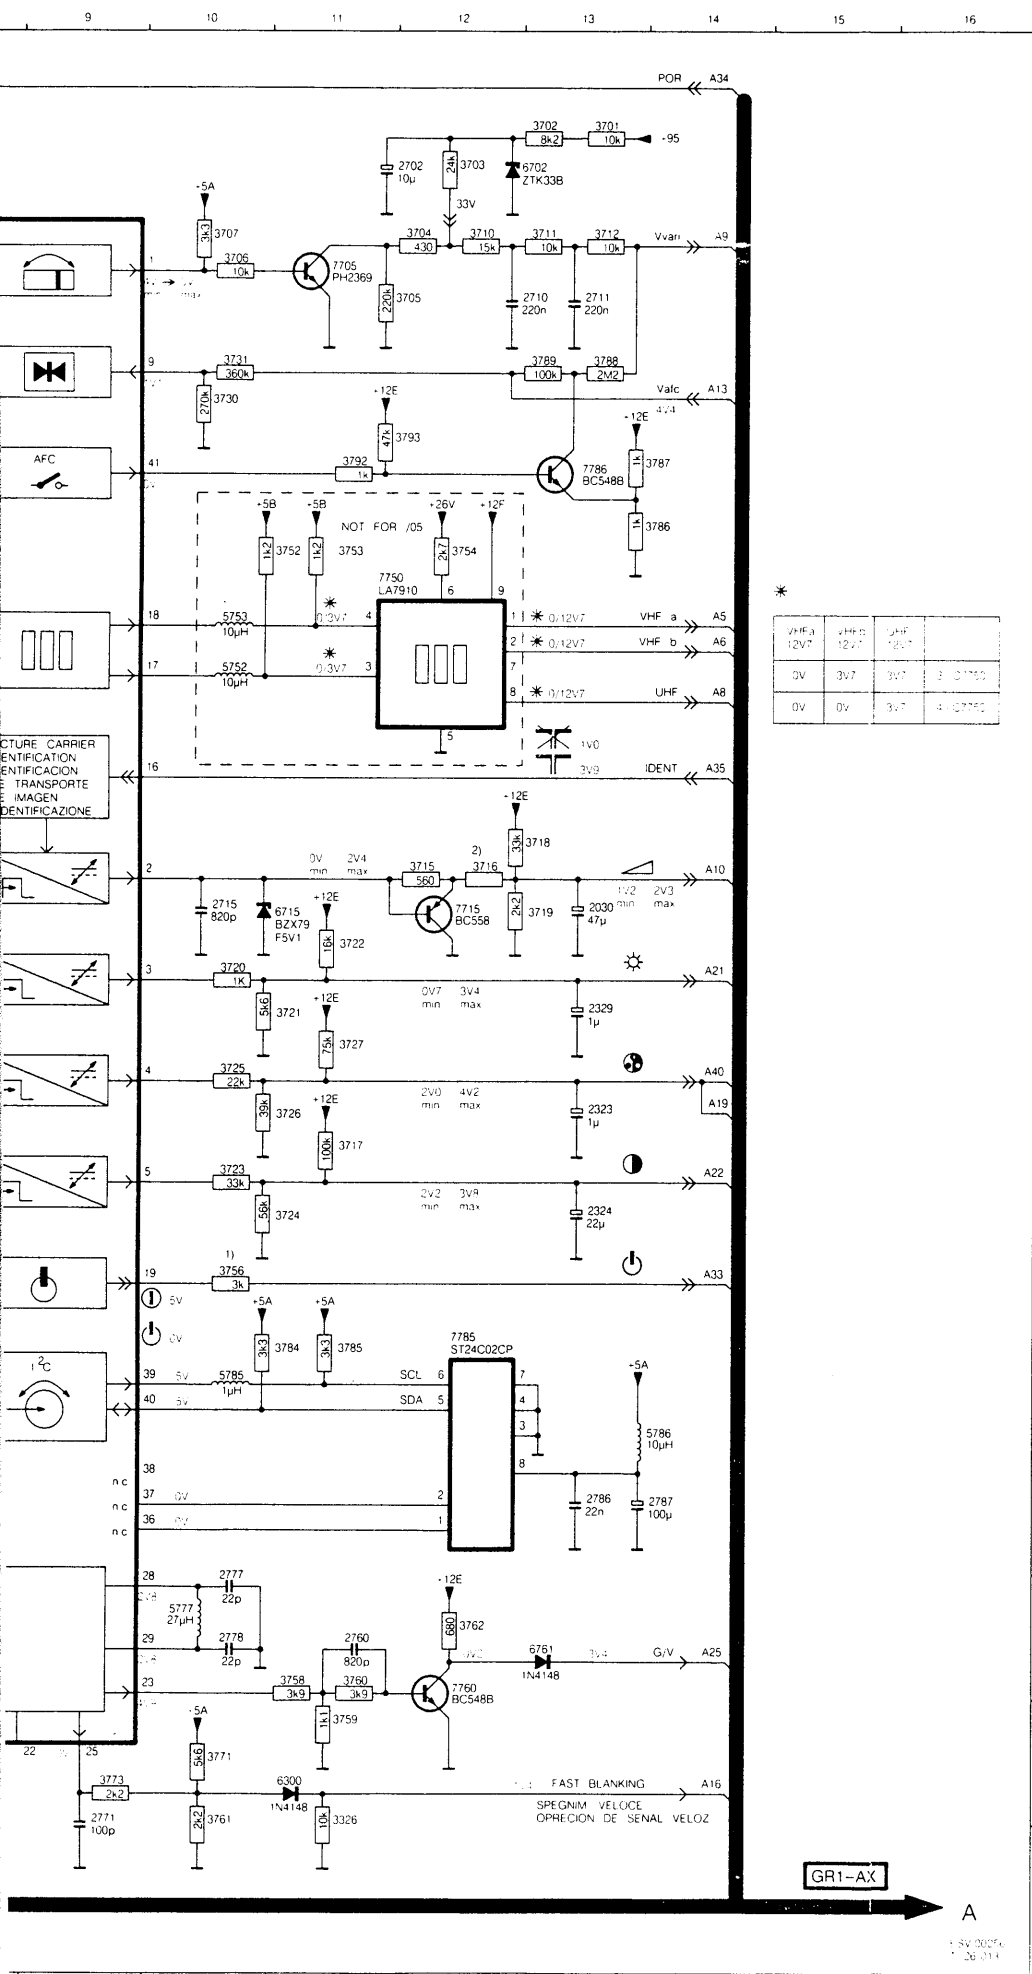 9 10 11 12 13 14 15 16
POR A34
3702 3701
8k2 10k -95
2702
10µ
24k 3703
6702
ZTK33B
33V
+5A
3k3 3707
3706
10k
7705
PH2369
3704 3710 3711 3712
430 15k 10k 10k
Vvari A9
1
min max
220k 3705
2710
220n
2711
220n
9
3731
360k
270k 3730
3789 3788
100k 2M2
Vafc A13
4V4
+12E
47k 3793
-12E
1k 3787
AFC
41
0V
3792
1k
7786
BC548B
1k 3786
+5B +5B +26V +12F
NOT FOR /05
1k2 3752
1k2 3753
2k7 3754
7750
LA7910
6 9
18
5753
10µH
0/3V7 4
1 0/12V7 VHF a A5
2 0/12V7 VHF b A6
17
5752
10µH
0/3V7 3
7
8 0/12V7 UHF A8
5
VHFa
12V7
VHFb
12V7
UHF
12V7
0V 3V7 3V7
0V 0V 3V7
1V0
3V9
CTURE CARRIER
ENTIFICATION
ENTIFICACION
E TRANSPORTE
E IMAGEN
DENTIFICAZIONE
16
IDENT A35
-12E
33k 3718
2
0V 2V4
min max
3715
560
2)
3716
A10
1V2 2V3
min max
2715
820p
6715
BZX79
F5V1
7715
BC558
2k2 3719
2030
47µ
+12E
16k 3722
3
3720
1K
A21
5k6 3721
0V7 3V4
min max
2329
1µ
+12E
75k 3727
4
3725
22k
A40
A19
39k 3726
2V0 4V2
min max
2323
1µ
+12E
100k 3717
5
3723
33k
A22
56k 3724
2V2 3V8
min max
2324
22µ
19
1)
3756
3k
A33
5V
0V
+5A +5A
3k3 3784
3k3 3785
7785
ST24C02CP
I²C
39 5V
5785
1µH
SCL 6 7
40 5V SDA 5 4
3
8
+5A
5786
10µH
2786
22n
2787
100µ
n c 38
n c 37 0V 2
n c 36 0V 1
28
2777
22p
5777
27µH
29
2778
22p
-12E
680 3762
6761
1N4148
3V4 G/V A25
23
3758
3k9
2760
820p
3760
3k9
1k1 3759
7760
BC548B
22 25
-5A
5k6 3771
3773
2k2
2771
100p
2k2 3761
6300
1N4148
10k 3326
FAST BLANKING A16
SPEGNIM VELOCE
OPRECION DE SENAL VELOZ
GR1-AX
A